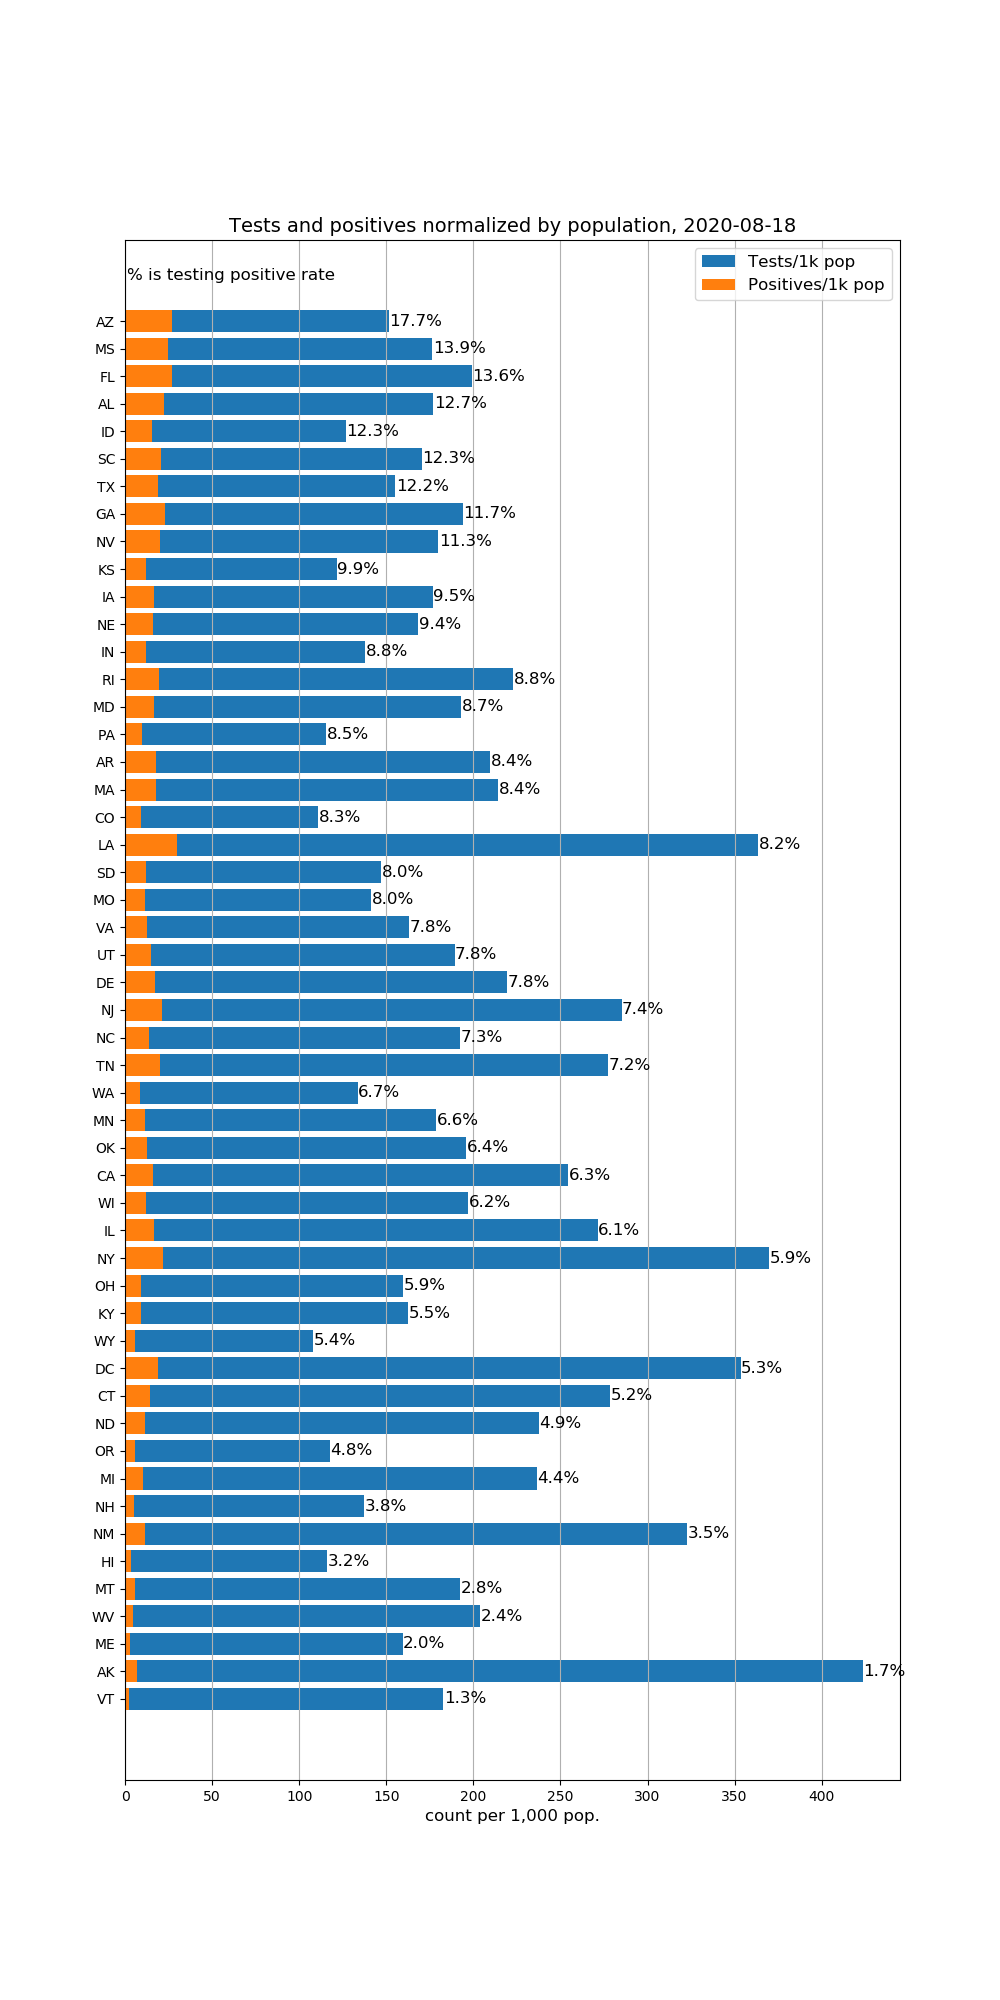 Tests and positives normalized by population, 2020-08-18
% is testing positive rate
Tests/1k pop
Positives/1k pop
AZ 17.7%
MS 13.9%
FL 13.6%
AL 12.7%
ID 12.3%
SC 12.3%
TX 12.2%
GA 11.7%
NV 11.3%
KS 9.9%
IA 9.5%
NE 9.4%
IN 8.8%
RI 8.8%
MD 8.7%
PA 8.5%
AR 8.4%
MA 8.4%
CO 8.3%
LA 8.2%
SD 8.0%
MO 8.0%
VA 7.8%
UT 7.8%
DE 7.8%
NJ 7.4%
NC 7.3%
TN 7.2%
WA 6.7%
MN 6.6%
OK 6.4%
CA 6.3%
WI 6.2%
IL 6.1%
NY 5.9%
OH 5.9%
KY 5.5%
WY 5.4%
DC 5.3%
CT 5.2%
ND 4.9%
OR 4.8%
MI 4.4%
NH 3.8%
NM 3.5%
HI 3.2%
MT 2.8%
WV 2.4%
ME 2.0%
AK 1.7%
VT 1.3%
0 50 100 150 200 250 300 350 400
count per 1,000 pop.